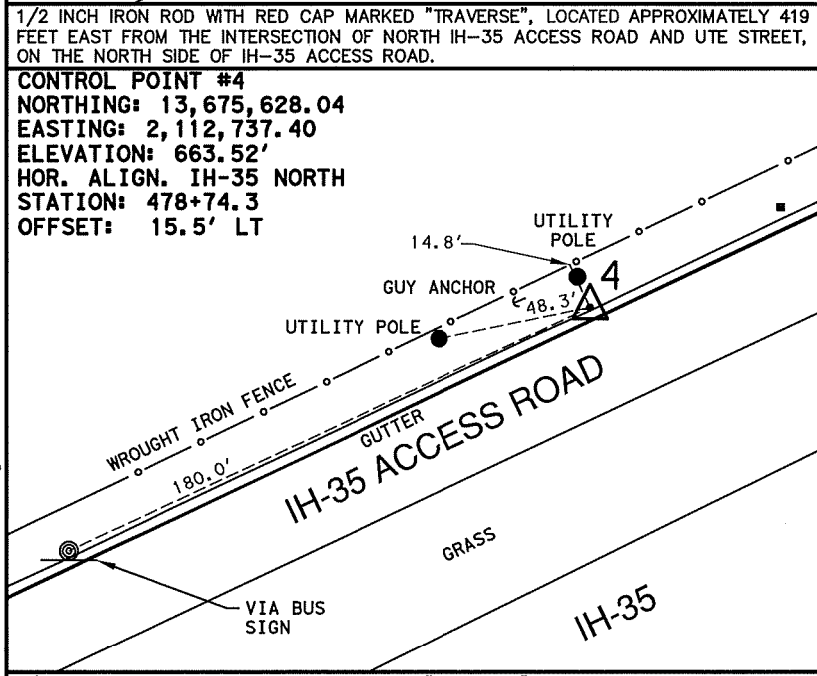 1/2 INCH IRON ROD WITH RED CAP MARKED "TRAVERSE", LOCATED APPROXIMATELY 419
FEET EAST FROM THE INTERSECTION OF NORTH IH-35 ACCESS ROAD AND UTE STREET,
ON THE NORTH SIDE OF IH-35 ACCESS ROAD.
CONTROL POINT #4
NORTHING: 13,675,628.04
EASTING: 2,112,737.40
ELEVATION: 663.52'
HOR. ALIGN. IH-35 NORTH
STATION: 478+74.3
OFFSET: 15.5' LT
14.8'
UTILITY
POLE
4
GUY ANCHOR
48.3'
UTILITY POLE
WROUGHT IRON FENCE
GUTTER
180.0'
IH-35 ACCESS ROAD
GRASS
IH-35
VIA BUS
SIGN